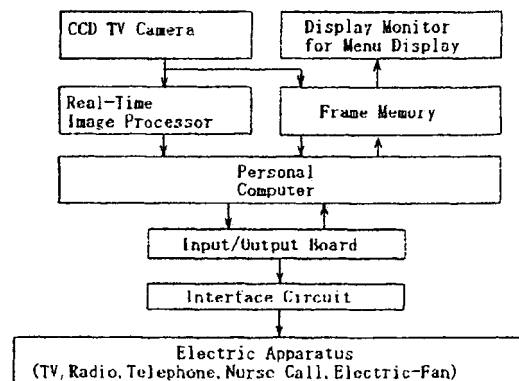 CCD TV Camera
Display Monitor
for Menu Display
Real-Time
Image Processor
Frame Memory
Personal
Computer
Input/Output Board
Interface Circuit
Electric Apparatus
(TV, Radio, Telephone, Nurse Call, Electric-Fan)